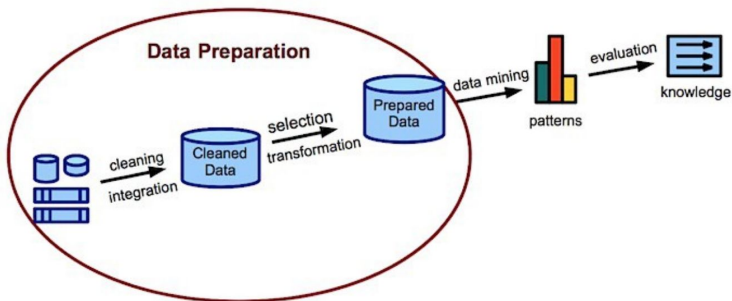 Data Preparation
cleaning
integration
Cleaned
Data
selection
transformation
Prepared
Data
data mining
patterns
evaluation
knowledge